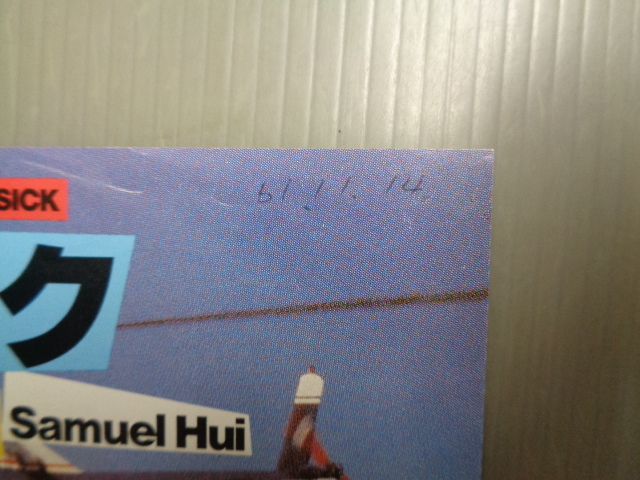 61.11.14
SICK
ク
Samuel Hui